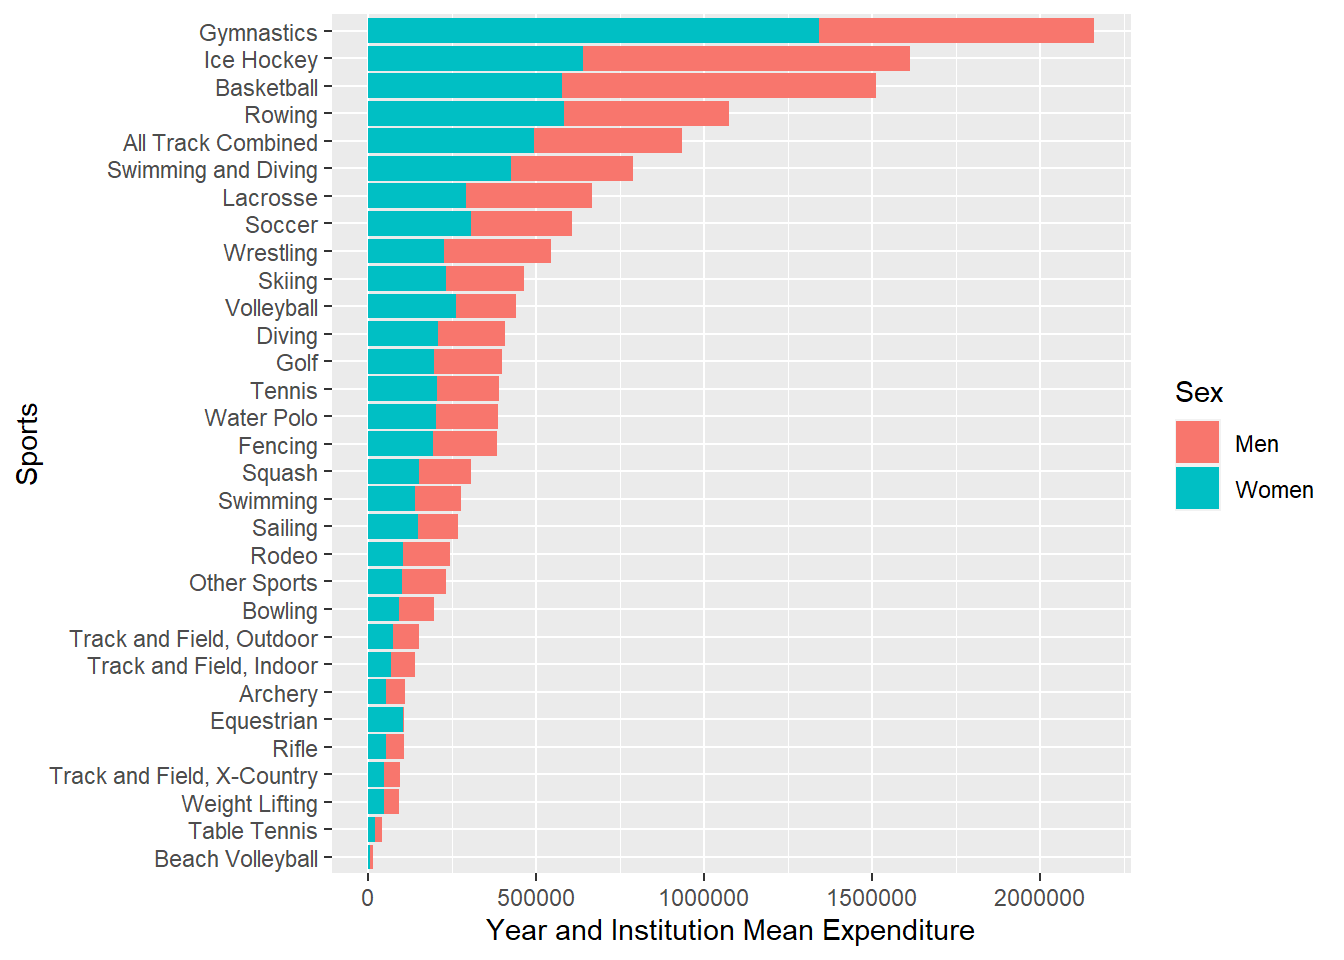 Gymnastics
Ice Hockey
Basketball
Rowing
All Track Combined
Swimming and Diving
Lacrosse
Soccer
Wrestling
Skiing
Volleyball
Diving
Golf
Tennis
Water Polo
Fencing
Squash
Swimming
Sailing
Rodeo
Other Sports
Bowling
Track and Field, Outdoor
Track and Field, Indoor
Archery
Equestrian
Rifle
Track and Field, X-Country
Weight Lifting
Table Tennis
Beach Volleyball
Sports
0 500000 1000000 1500000 2000000
Year and Institution Mean Expenditure
Sex
Men
Women